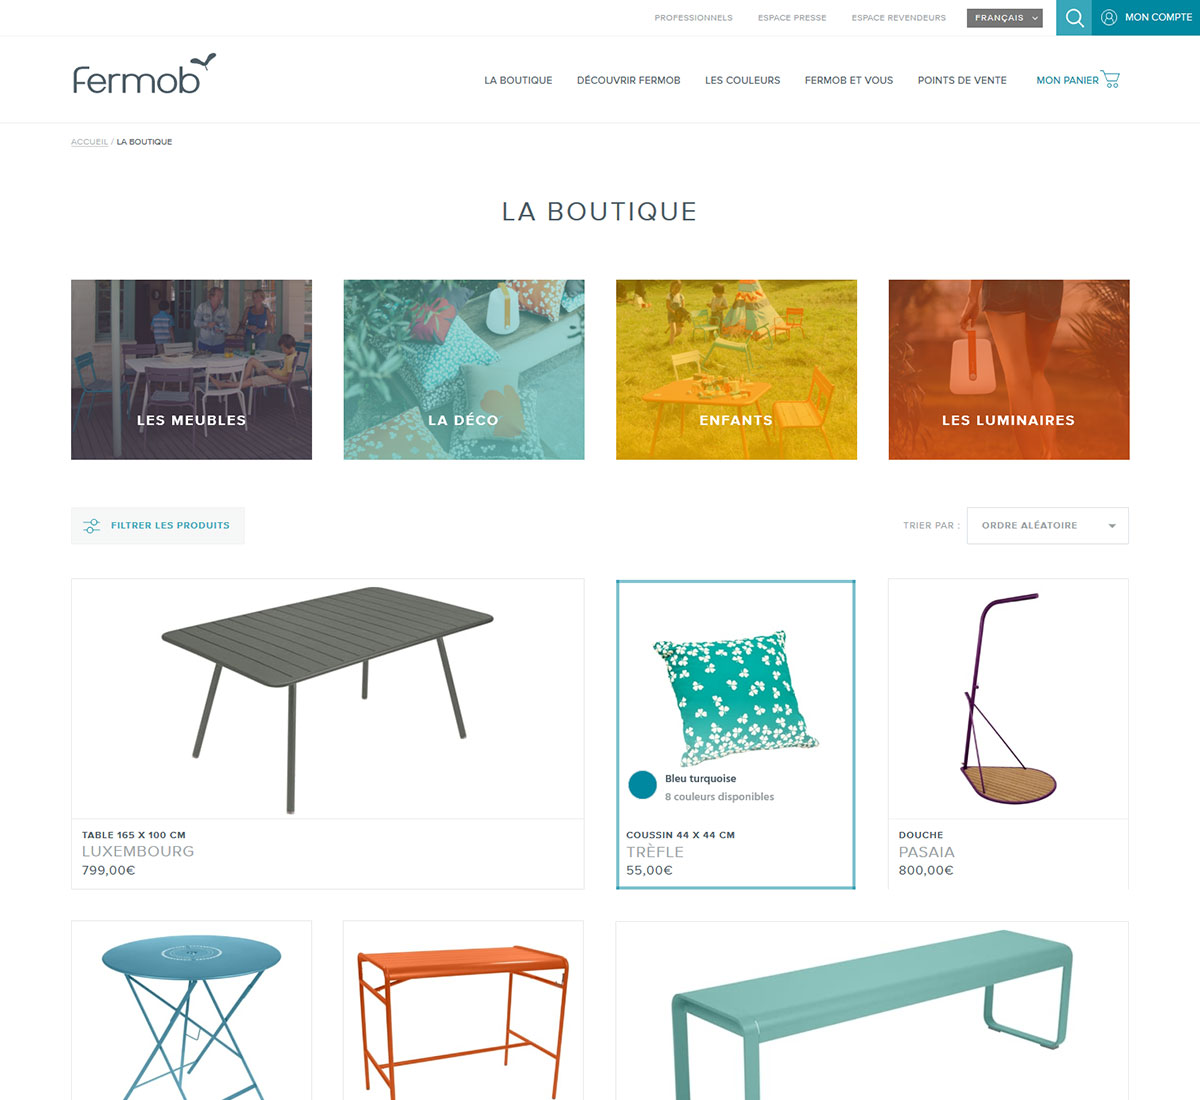 PROFESSIONNELS ESPACE PRESSE ESPACE REVENDEURS FRANÇAIS MON COMPTE
fermob
LA BOUTIQUE DÉCOUVRIR FERMOB LES COULEURS FERMOB ET VOUS POINTS DE VENTE MON PANIER
ACCUEIL / LA BOUTIQUE
LA BOUTIQUE
LES MEUBLES LA DÉCO ENFANTS LES LUMINAIRES
FILTRER LES PRODUITS TRIER PAR : ORDRE ALÉATOIRE
Bleu turquoise
8 couleurs disponibles
TABLE 165 X 100 CM
LUXEMBOURG
799,00€
COUSSIN 44 X 44 CM
TRÈFLE
55,00€
DOUCHE
PASAIA
800,00€